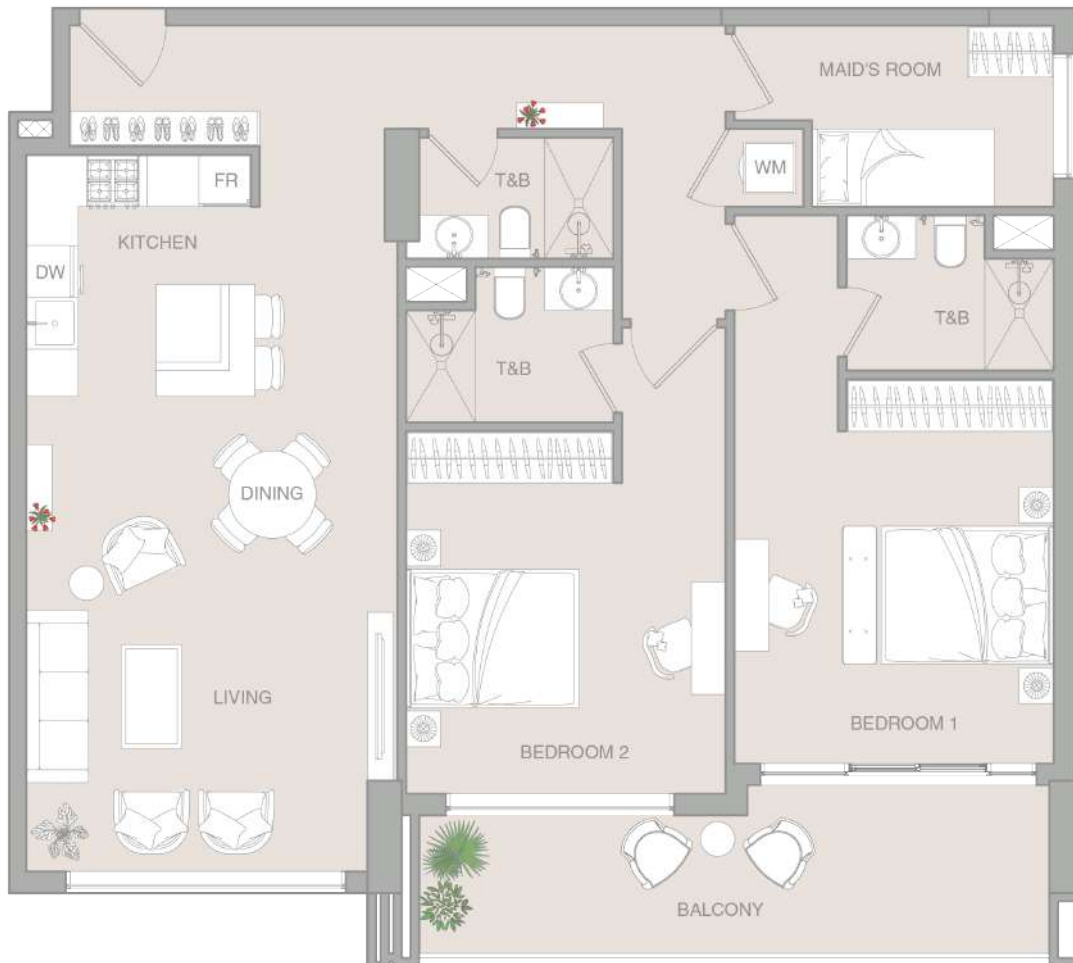 MAID'S ROOM
T&B
WM
FR
KITCHEN
DW
T&B
T&B
DINING
LIVING
BEDROOM 2
BEDROOM 1
BALCONY